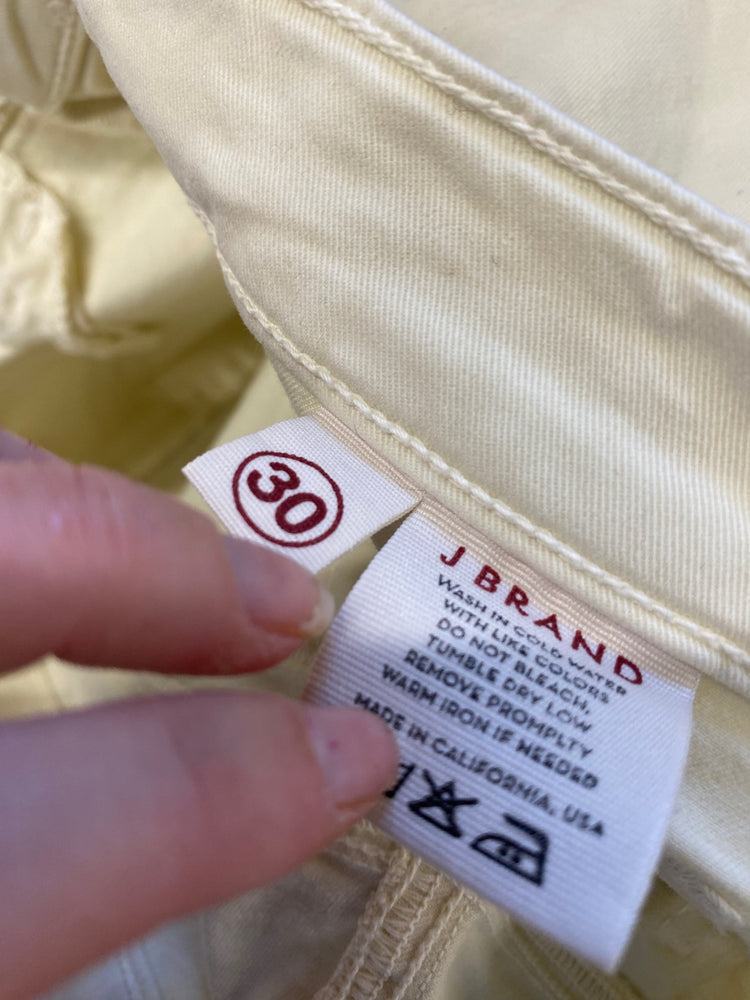 30
J BRAND
WASH IN COLD WATER
WITH LIKE COLORS
DO NOT BLEACH,
TUMBLE DRY LOW
REMOVE PROMPLTY
WARM IRON IF NEEDED
MADE IN CALIFORNIA, USA